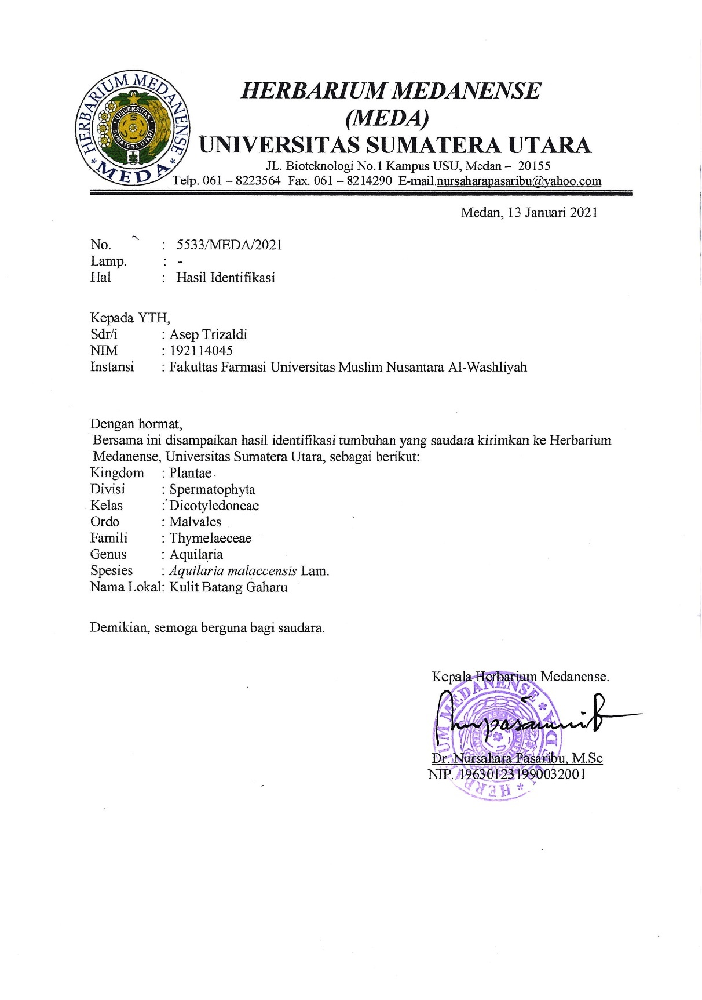 HERBARIUM MEDANENSE
* MEDA *
UNIVERSITAS
SUMATERA UTARA
HERBARIUM MEDANENSE
(MEDA)
UNIVERSITAS SUMATERA UTARA
JL. Bioteknologi No.1 Kampus USU, Medan – 20155
Telp. 061 – 8223564 Fax. 061 – 8214290 E-mail.nursaharapasaribu@yahoo.com
Medan, 13 Januari 2021
No. : 5533/MEDA/2021
Lamp. : -
Hal : Hasil Identifikasi
Kepada YTH,
Sdr/i : Asep Trizaldi
NIM : 192114045
Instansi : Fakultas Farmasi Universitas Muslim Nusantara Al-Washliyah
Dengan hormat,
Bersama ini disampaikan hasil identifikasi tumbuhan yang saudara kirimkan ke Herbarium
Medanense, Universitas Sumatera Utara, sebagai berikut:
Kingdom : Plantae
Divisi : Spermatophyta
Kelas : Dicotyledoneae
Ordo : Malvales
Famili : Thymelaeceae
Genus : Aquilaria
Spesies : Aquilaria malaccensis Lam.
Nama Lokal: Kulit Batang Gaharu
Demikian, semoga berguna bagi saudara.
Kepala Herbarium Medanense.
Dr. Nursahara Pasaribu, M.Sc
NIP. 196301231990032001